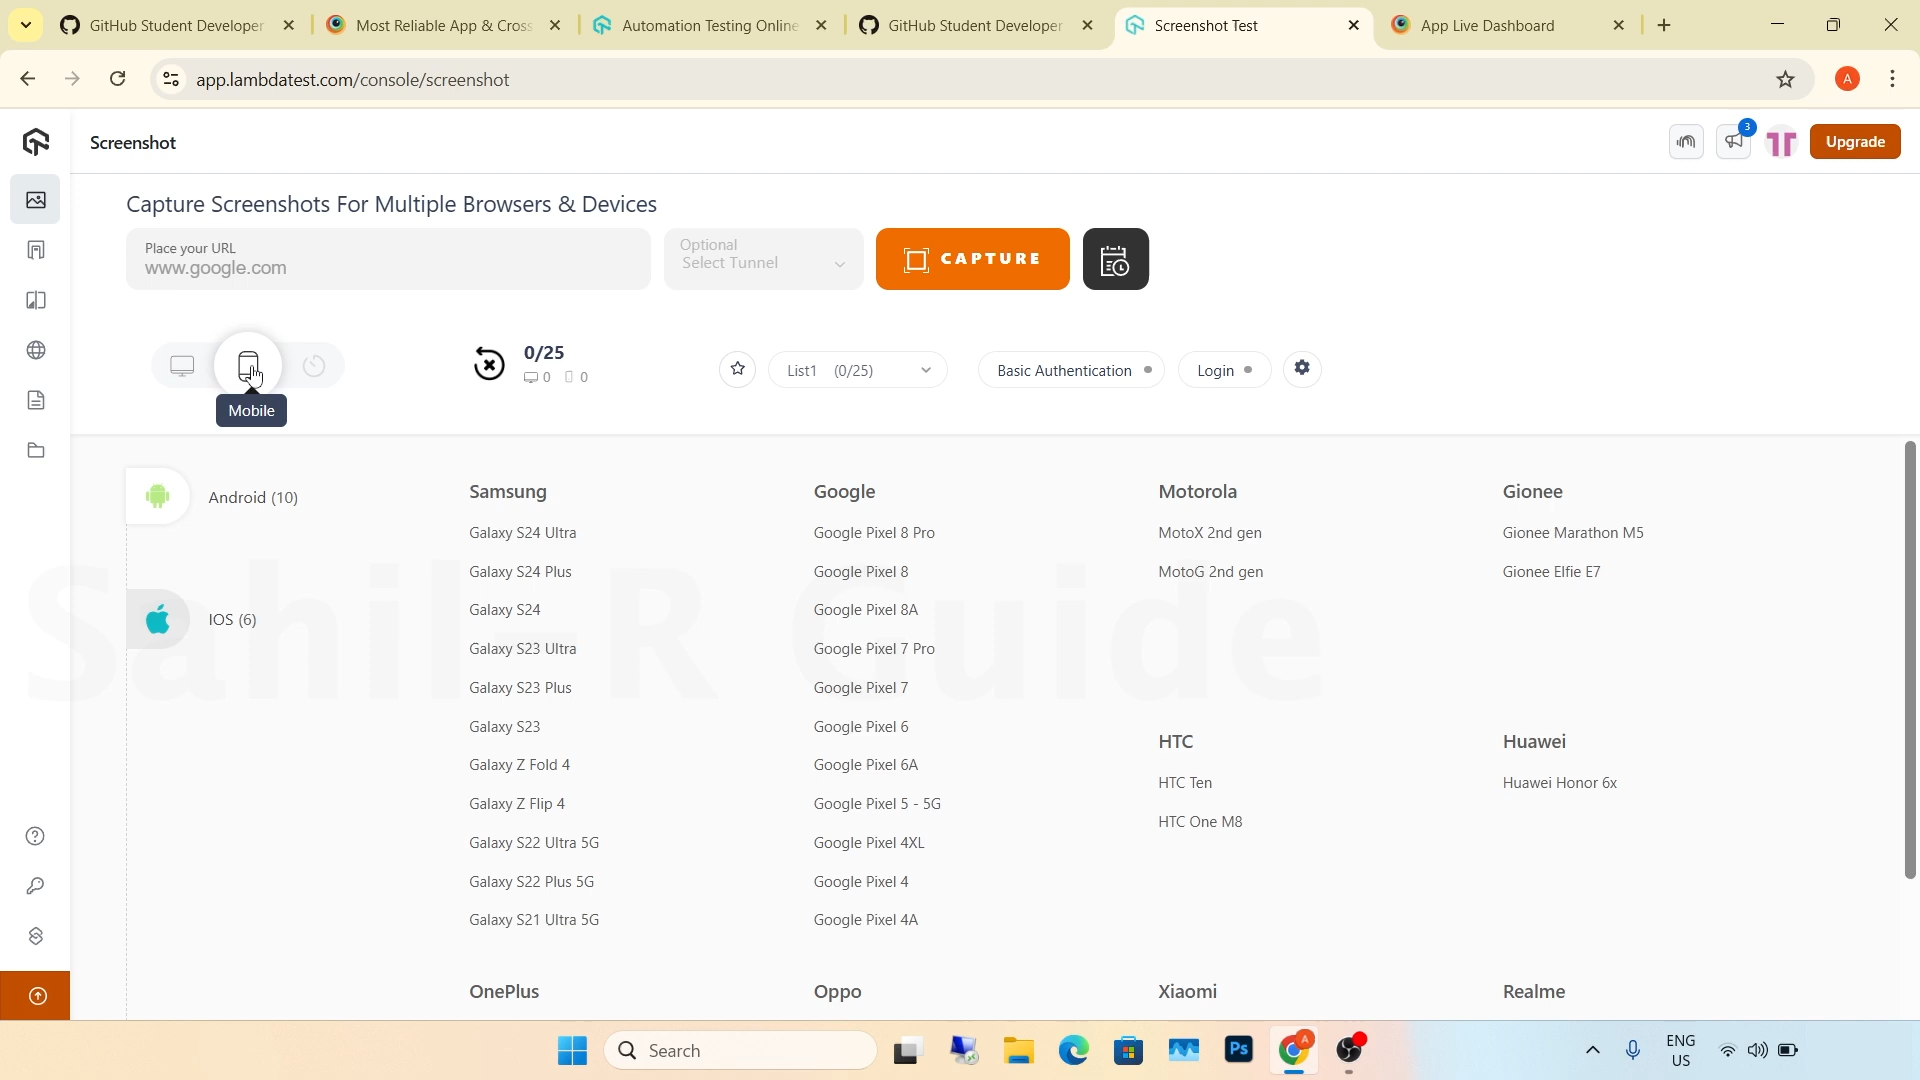 GitHub Student Developer
Most Reliable App & Cross
Automation Testing Online
GitHub Student Developer
Screenshot Test
App Live Dashboard
app.lambdatest.com/console/screenshot
A
Screenshot
3
Upgrade
Capture Screenshots For Multiple Browsers & Devices
Place your URL
www.google.com
Optional
Select Tunnel
CAPTURE
0/25
0 0
List1 (0/25)
Basic Authentication
Login
Mobile
Android (10)
IOS (6)
Samsung
Galaxy S24 Ultra
Galaxy S24 Plus
Galaxy S24
Galaxy S23 Ultra
Galaxy S23 Plus
Galaxy S23
Galaxy Z Fold 4
Galaxy Z Flip 4
Galaxy S22 Ultra 5G
Galaxy S22 Plus 5G
Galaxy S21 Ultra 5G
Google
Google Pixel 8 Pro
Google Pixel 8
Google Pixel 8A
Google Pixel 7 Pro
Google Pixel 7
Google Pixel 6
Google Pixel 6A
Google Pixel 5 - 5G
Google Pixel 4XL
Google Pixel 4
Google Pixel 4A
Motorola
MotoX 2nd gen
MotoG 2nd gen
Gionee
Gionee Marathon M5
Gionee Elfie E7
HTC
HTC Ten
HTC One M8
Huawei
Huawei Honor 6x
OnePlus
Oppo
Xiaomi
Realme
Sahil-R Guide
Search
Ps
A
ENG
US